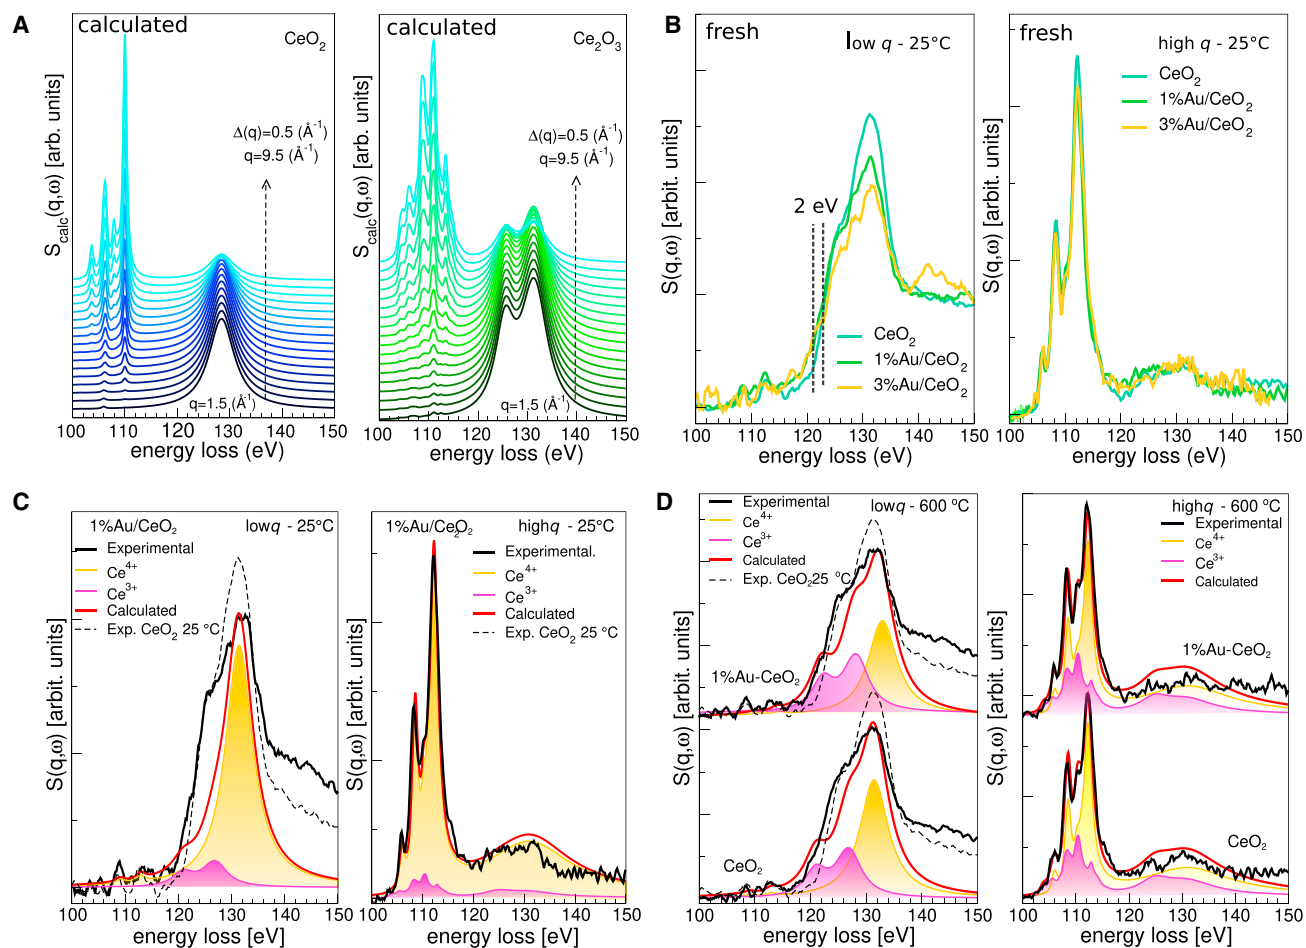 A
calculated
CeO2
Δ(q)=0.5 (Å-1)
q=9.5 (Å-1)
q=1.5 (Å-1)
Scalc(q,ω) [arb. units]
100 110 120 130 140 150
energy loss (eV)
calculated
Ce2O3
Δ(q)=0.5 (Å-1)
q=9.5 (Å-1)
q=1.5 (Å-1)
Scalc(q,ω) [arb. units]
100 110 120 130 140 150
energy loss (eV)
B
fresh
low q - 25°C
2 eV
CeO2
1%Au/CeO2
3%Au/CeO2
S(q,ω) [arbit. units]
100 110 120 130 140 150
energy loss (eV)
fresh
high q - 25°C
CeO2
1%Au/CeO2
3%Au/CeO2
S(q,ω) [arbit. units]
100 110 120 130 140 150
energy loss (eV)
C
1%Au/CeO2
lowq - 25°C
Experimental
Ce4+
Ce3+
Calculated
Exp. CeO2 25 °C
S(q,ω) [arbit. units]
100 110 120 130 140 150
energy loss [eV]
1%Au/Ce2O2
highq - 25°C
Experimental.
Ce4+
Ce3+
Calculated
Exp. CeO2 25 °C
S(q,ω) [arbit. units]
100 110 120 130 140 150
energy loss [eV]
D
lowq - 600 °C
Experimental
Ce4+
Ce3+
Calculated
Exp. CeO225 °C
1%Au-CeO2
CeO2
S(q,ω) [arbit. units]
100 110 120 130 140 150
energy loss [eV]
highq - 600 °C
Experimental
Ce4+
Ce3+
Calculated
1%Au-CeO2
CeO2
S(q,ω) [arbit. units]
100 110 120 130 140 150
energy loss [eV]